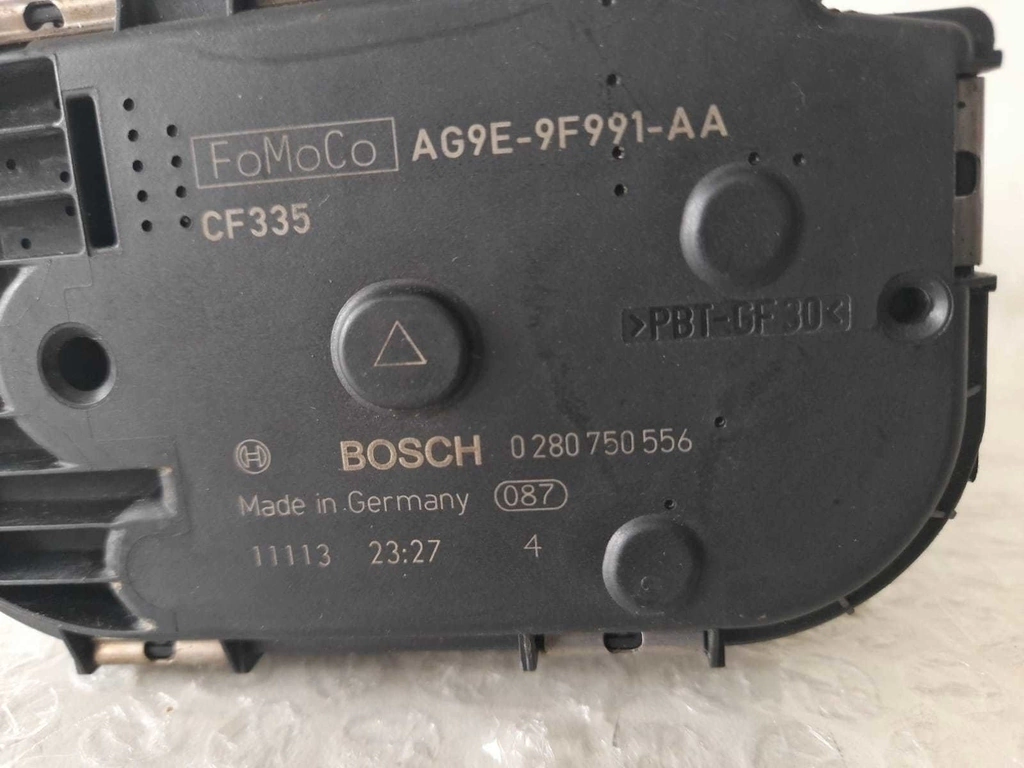 FoMoCo AG9E-9F991-AA
CF335
>PBT-GF30<
BOSCH 0 280 750 556
Made in Germany 087
11113 23:27 4